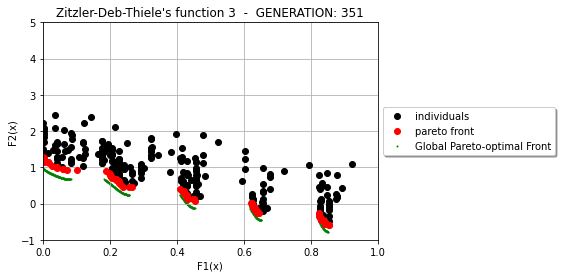 Zitzler-Deb-Thiele's function 3 - GENERATION: 351
5
4
3
2
1
0
-1
F2(x)
0.0 0.2 0.4 0.6 0.8 1.0
F1(x)
individuals
pareto front
Global Pareto-optimal Front